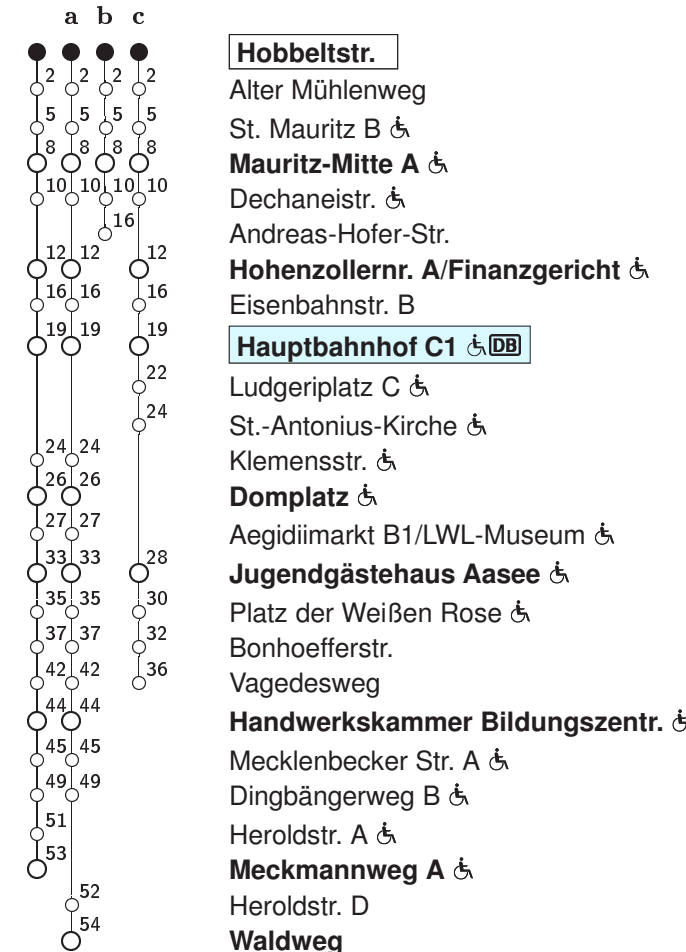 a b c
Hobbeltstr.
2 2 2 2 Alter Mühlenweg
5 5 5 5 St. Mauritz B
8 8 8 8 Mauritz-Mitte A
10 10 10 10 Dechaneistr.
16 Andreas-Hofer-Str.
12 12 12 Hohenzollernr. A/Finanzgericht
16 16 16 Eisenbahnstr. B
19 19 19 Hauptbahnhof C1 DB
22 Ludgeriplatz C
24 St.-Antonius-Kirche
24 24 Klemensstr.
26 26 Domplatz
27 27 Aegidiimarkt B1/LWL-Museum
33 33 28 Jugendgästehaus Aasee
35 35 30 Platz der Weißen Rose
37 37 32 Bonhoefferstr.
42 42 36 Vagedesweg
44 44 Handwerkskammer Bildungszentr.
45 45 Mecklenbecker Str. A
49 49 Dingbängerweg B
51 Heroldstr. A
53 Meckmannweg A
52 Heroldstr. D
54 Waldweg